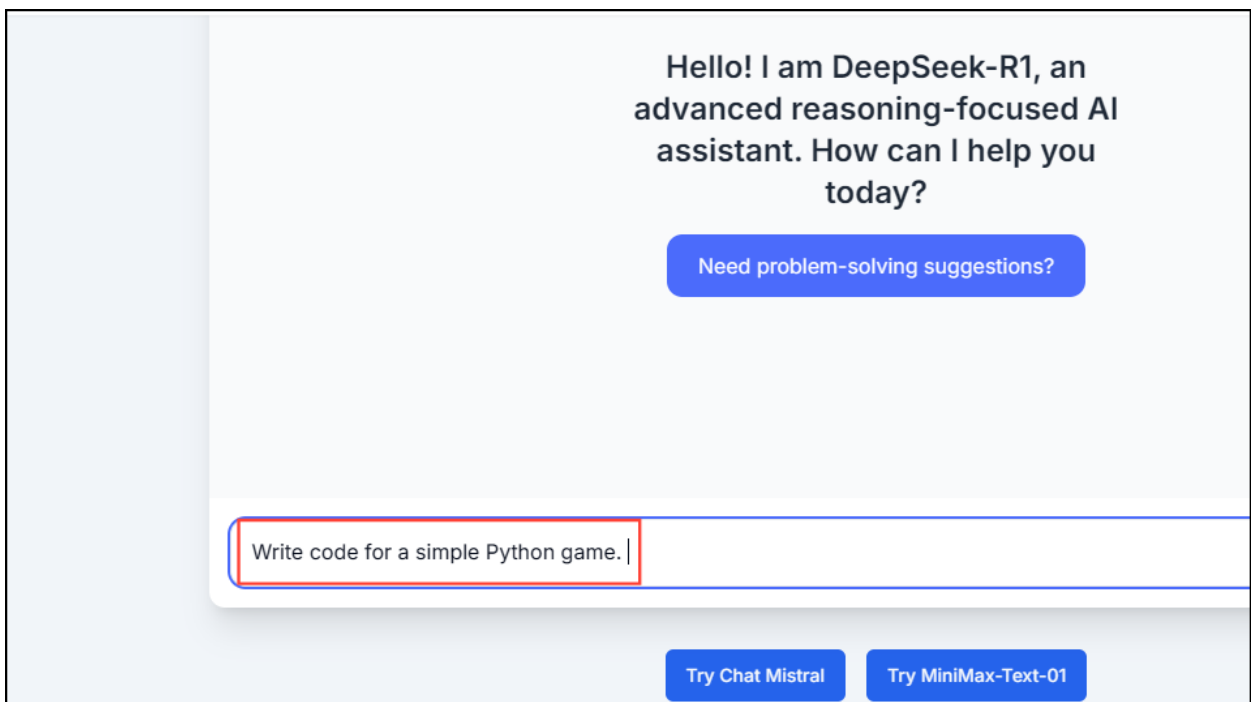 Hello! I am DeepSeek-R1, an
advanced reasoning-focused AI
assistant. How can I help you
today?
Need problem-solving suggestions?
Write code for a simple Python game.
Try Chat Mistral
Try MiniMax-Text-01